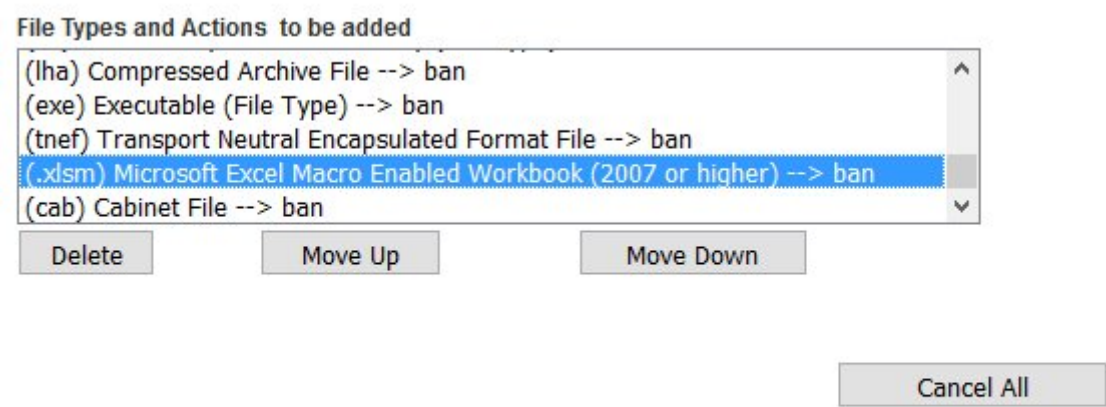 File Types and Actions to be added
(lha) Compressed Archive File --> ban
(exe) Executable (File Type) --> ban
(tnef) Transport Neutral Encapsulated Format File --> ban
(.xlsm) Microsoft Excel Macro Enabled Workbook (2007 or higher) --> ban
(cab) Cabinet File --> ban
Delete Move Up Move Down
Cancel All